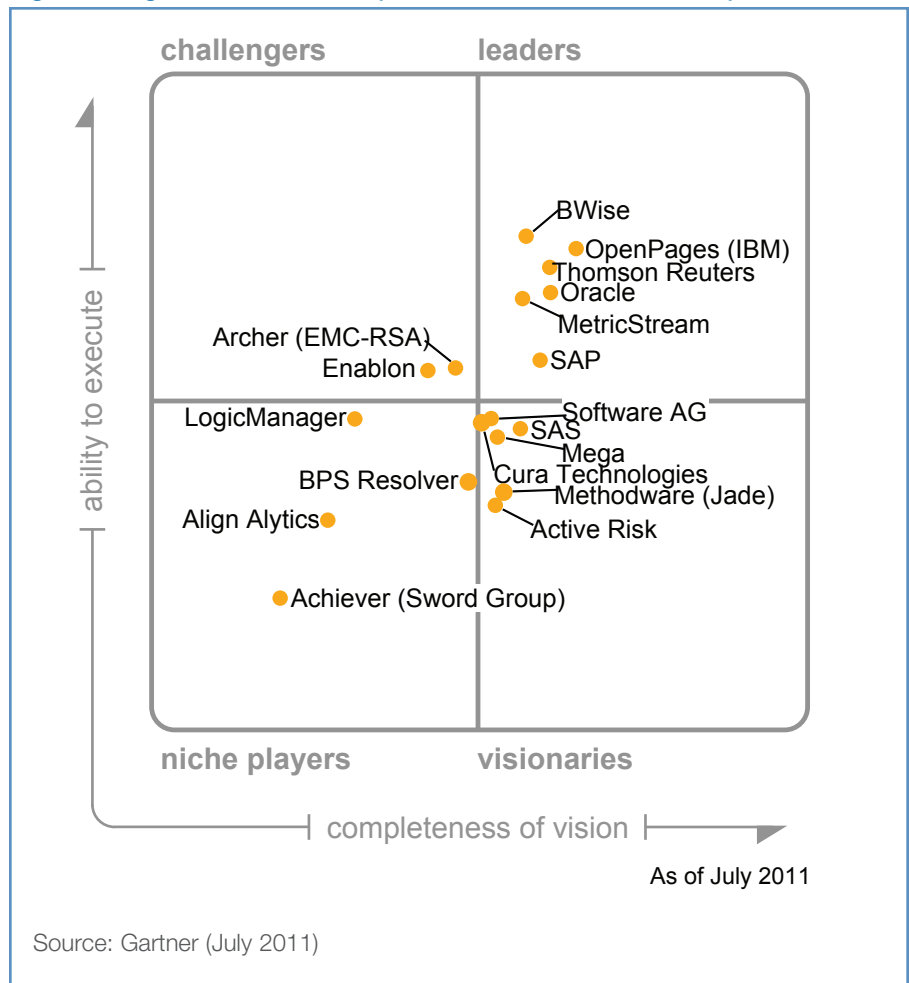 challengers
leaders
BWise
OpenPages (IBM)
Thomson Reuters
Oracle
MetricStream
Archer (EMC-RSA)
Enablon
SAP
ability to execute
LogicManager
Software AG
SAS
Mega
Cura Technologies
BPS Resolver
Methodware (Jade)
Align Alytics
Active Risk
Achiever (Sword Group)
niche players
visionaries
completeness of vision
As of July 2011
Source: Gartner (July 2011)